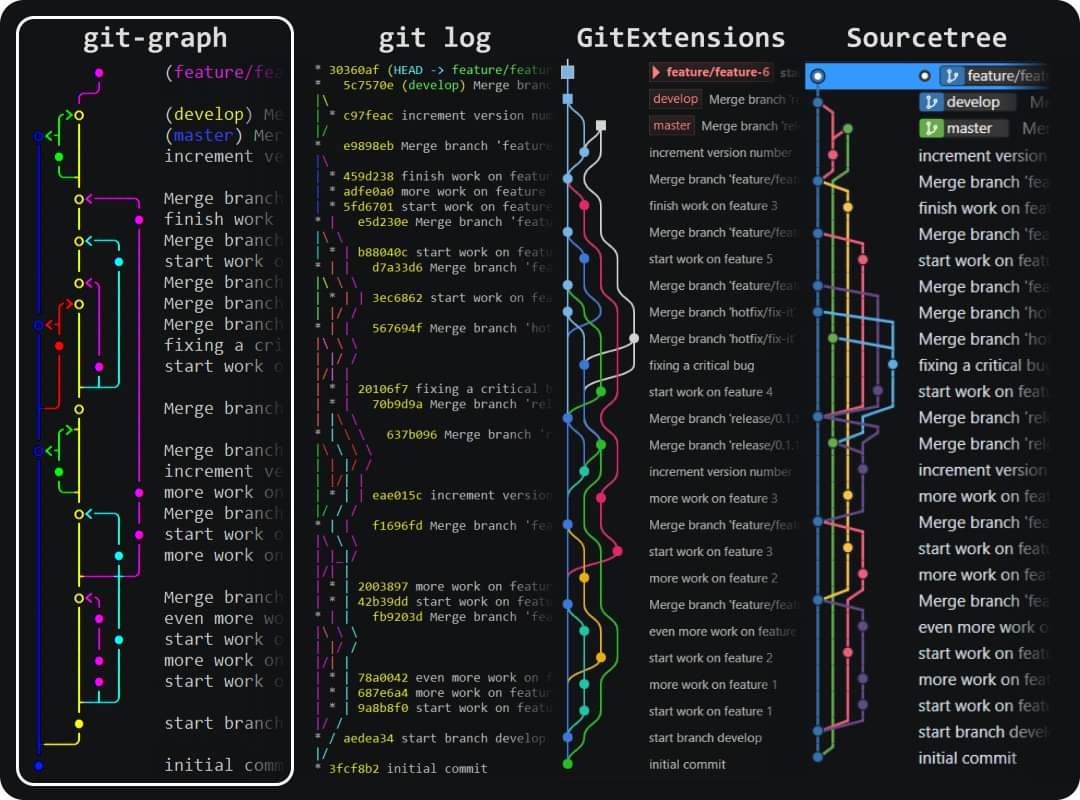 git-graph
(feature/fea
(develop) Me
(master) Mer
increment ve
Merge branch
finish work
Merge branch
start work o
Merge branch
Merge branch
Merge branch
fixing a cri
start work o
Merge branch
Merge branch
increment ve
more work on
Merge branch
start work o
more work on
Merge branch
even more wo
start work o
more work on
start work o
start branch
initial comm
git log
* 30360af (HEAD -> feature/featur
* 5c7570e (develop) Merge branc
* c97feac increment version num
* e9898eb Merge branch 'feature
* 459d238 finish work on featur
* adfe0a0 more work on feature
* 5fd6701 start work on feature
* e5d230e Merge branch 'featu
* b88040c start work on featu
* d7a33d6 Merge branch 'fea
* 3ec6862 start work on fea
* 567694f Merge branch 'hot
* 20106f7 fixing a critical b
* 70b9d9a Merge branch 'rel
* 637b096 Merge branch 'r
* eae015c increment version
* f1696fd Merge branch 'fea
* 2003897 more work on featur
* 42b39dd start work on featu
* fb9203d Merge branch 'fea
* 78a0042 even more work on f
* 687e6a4 more work on featur
* 9a8b8f0 start work on featu
* aedea34 start branch develop
* 3fcf8b2 initial commit
GitExtensions
feature/feature-6 sta
develop Merge branch 'r
master Merge branch 'rel
increment version number
Merge branch 'feature/feat
finish work on feature 3
Merge branch 'feature/feat
start work on feature 5
Merge branch 'feature/feat
Merge branch 'hotfix/fix-it'
Merge branch 'hotfix/fix-it'
fixing a critical bug
start work on feature 4
Merge branch 'release/0.1.1
Merge branch 'release/0.1.1
increment version number
more work on feature 3
Merge branch 'feature/feat
start work on feature 3
more work on feature 2
Merge branch 'feature/feat
even more work on feature
start work on feature 2
more work on feature 1
start work on feature 1
start branch develop
initial commit
Sourcetree
feature/feat
develop Me
master Mer
increment version
Merge branch 'fea
finish work on feat
Merge branch 'feat
start work on feat
Merge branch 'feat
Merge branch 'hot
Merge branch 'hot
fixing a critical bu
start work on feat
Merge branch 'rele
Merge branch 'rele
increment version
more work on feat
Merge branch 'feat
start work on feat
more work on feat
Merge branch 'feat
even more work o
start work on feat
more work on feat
start work on feat
start branch devel
initial commit